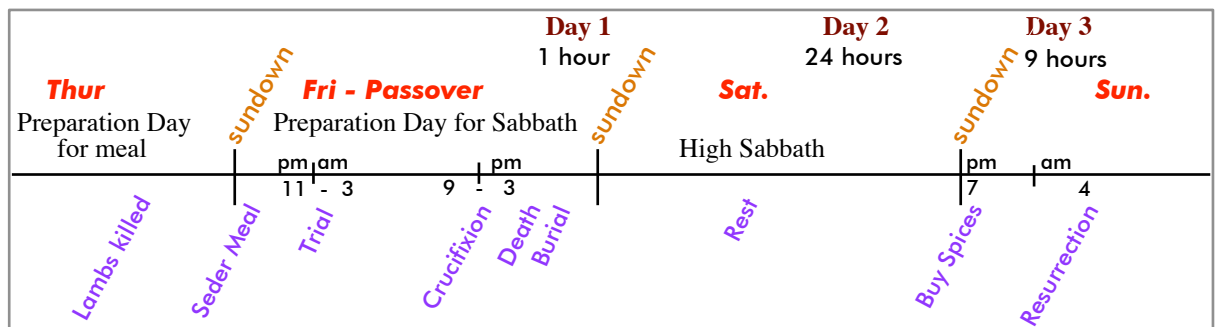 Day 1
Day 2
Day 3
1 hour
24 hours
9 hours
sundown
sundown
sundown
Thur
Fri - Passover
Sat.
Sun.
Preparation Day
for meal
Preparation Day for Sabbath
High Sabbath
pm am
pm
pm
am
11 - 3
9 - 3
7
4
Lambs killed
Seder Meal
Trial
Crucifixion
Death
Burial
Rest
Buy Spices
Resurrection